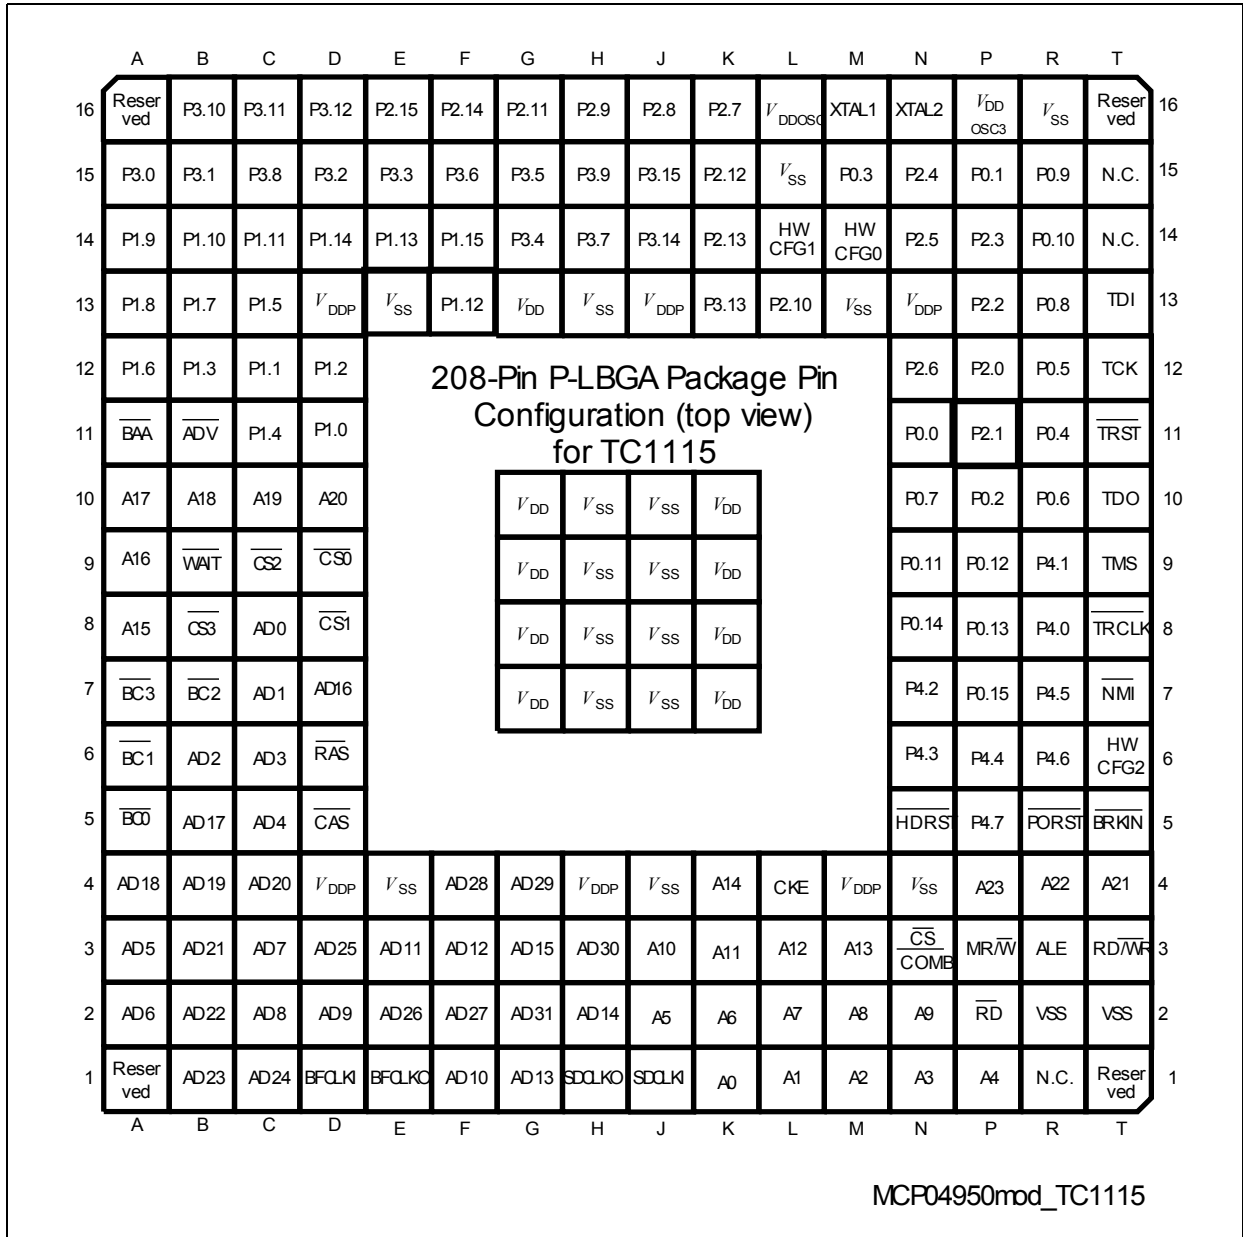 A B C D E F G H J K L M N P R T
16 Reser ved P3.10 P3.11 P3.12 P2.15 P2.14 P2.11 P2.9 P2.8 P2.7 VDDOSC XTAL1 XTAL2 VDD OSC3 VSS Reser ved 16
15 P3.0 P3.1 P3.8 P3.2 P3.3 P3.6 P3.5 P3.9 P3.15 P2.12 VSS P0.3 P2.4 P0.1 P0.9 N.C. 15
14 P1.9 P1.10 P1.11 P1.14 P1.13 P1.15 P3.4 P3.7 P3.14 P2.13 HW CFG1 HW CFG0 P2.5 P2.3 P0.10 N.C. 14
13 P1.8 P1.7 P1.5 VDDP VSS P1.12 VDD VSS VDDP P3.13 P2.10 VSS VDDP P2.2 P0.8 TDI 13
12 P1.6 P1.3 P1.1 P1.2 P2.6 P2.0 P0.5 TCK 12
208-Pin P-LBGA Package Pin
Configuration (top view)
for TC1115
11 BAA ADV P1.4 P1.0 P0.0 P2.1 P0.4 TRST 11
10 A17 A18 A19 A20 VDD VSS VSS VDD P0.7 P0.2 P0.6 TDO 10
9 A16 WAIT CS2 CS0 VDD VSS VSS VDD P0.11 P0.12 P4.1 TMS 9
8 A15 CS3 AD0 CS1 VDD VSS VSS VDD P0.14 P0.13 P4.0 TRCLK 8
7 BC3 BC2 AD1 AD16 VDD VSS VSS VDD P4.2 P0.15 P4.5 NMI 7
6 BC1 AD2 AD3 RAS P4.3 P4.4 P4.6 HW CFG2 6
5 BC0 AD17 AD4 CAS HDRST P4.7 PORST BRKIN 5
4 AD18 AD19 AD20 VDDP VSS AD28 AD29 VDDP VSS A14 CKE VDDP VSS A23 A22 A21 4
3 AD5 AD21 AD7 AD25 AD11 AD12 AD15 AD30 A10 A11 A12 A13 CS COMB MR/W ALE RD/WR 3
2 AD6 AD22 AD8 AD9 AD26 AD27 AD31 AD14 A5 A6 A7 A8 A9 RD VSS VSS 2
1 Reser ved AD23 AD24 BFCLKI BFCLKO AD10 AD13 SDCLKO SDCLKI A0 A1 A2 A3 A4 N.C. Reser ved 1
A B C D E F G H J K L M N P R T
MCP04950mod_TC1115